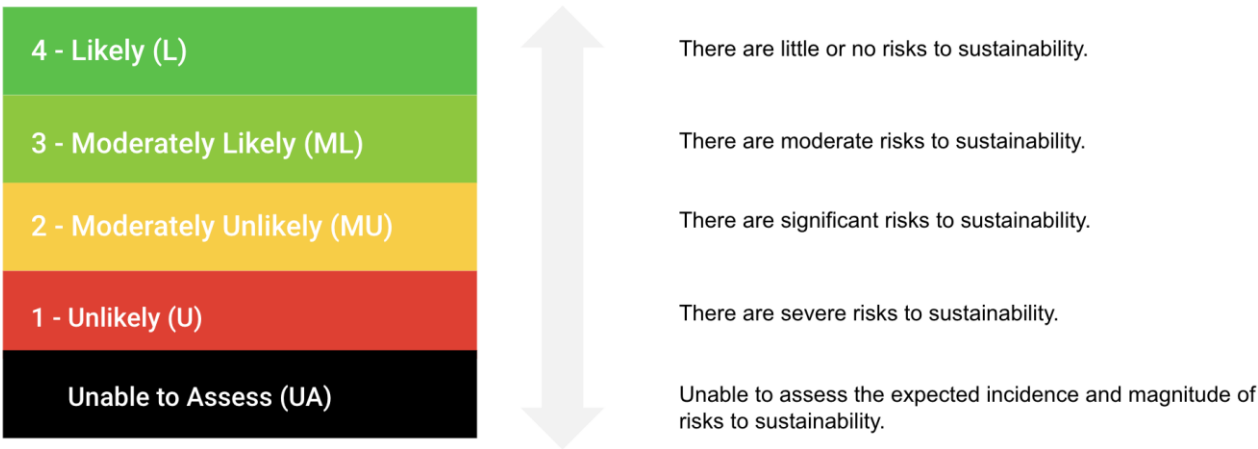 4 - Likely (L)
There are little or no risks to sustainability.
3 - Moderately Likely (ML)
There are moderate risks to sustainability.
2 - Moderately Unlikely (MU)
There are significant risks to sustainability.
1 - Unlikely (U)
There are severe risks to sustainability.
Unable to Assess (UA)
Unable to assess the expected incidence and magnitude of
risks to sustainability.